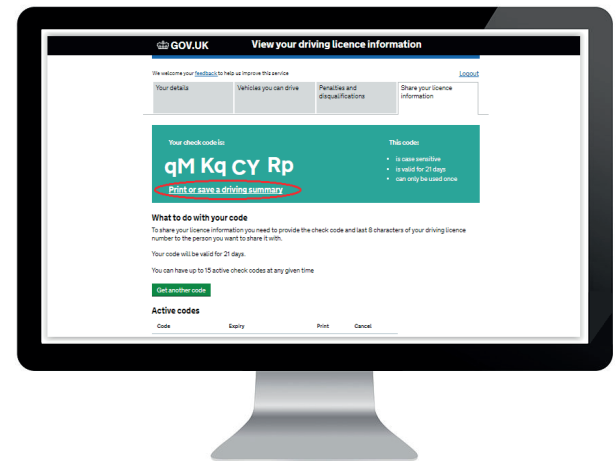 GOV.UK View your driving licence information
We welcome your feedback to help us improve this service Logout
Your details Vehicles you can drive Penalties and disqualifications Share your licence information
Your check code is:
qM Kq CY Rp
Print or save a driving summary
This code:
• is case sensitive
• is valid for 21 days
• can only be used once
What to do with your code
To share your licence information you need to provide the check code and last 8 characters of your driving licence
number to the person you want to share it with.
Your code will be valid for 21 days.
You can have up to 15 active check codes at any given time
Get another code
Active codes
Code Expiry Print Cancel